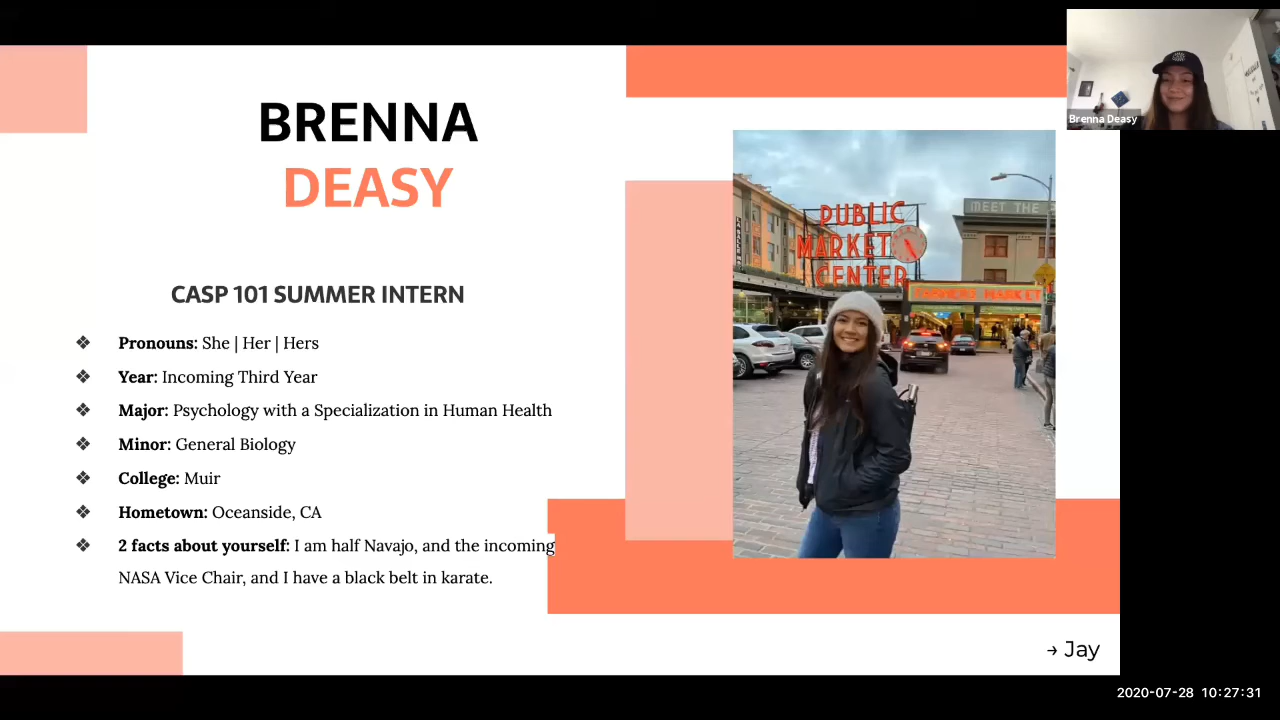 BRENNA
DEASY
CASP 101 SUMMER INTERN
❖ Pronouns: She | Her | Hers
❖ Year: Incoming Third Year
❖ Major: Psychology with a Specialization in Human Health
❖ Minor: General Biology
❖ College: Muir
❖ Hometown: Oceanside, CA
❖ 2 facts about yourself: I am half Navajo, and the incoming
NASA Vice Chair, and I have a black belt in karate.
PUBLIC
MARKET
CENTER
MEET THE
MARKET
→ Jay
Brenna Deasy
2020-07-28 10:27:31